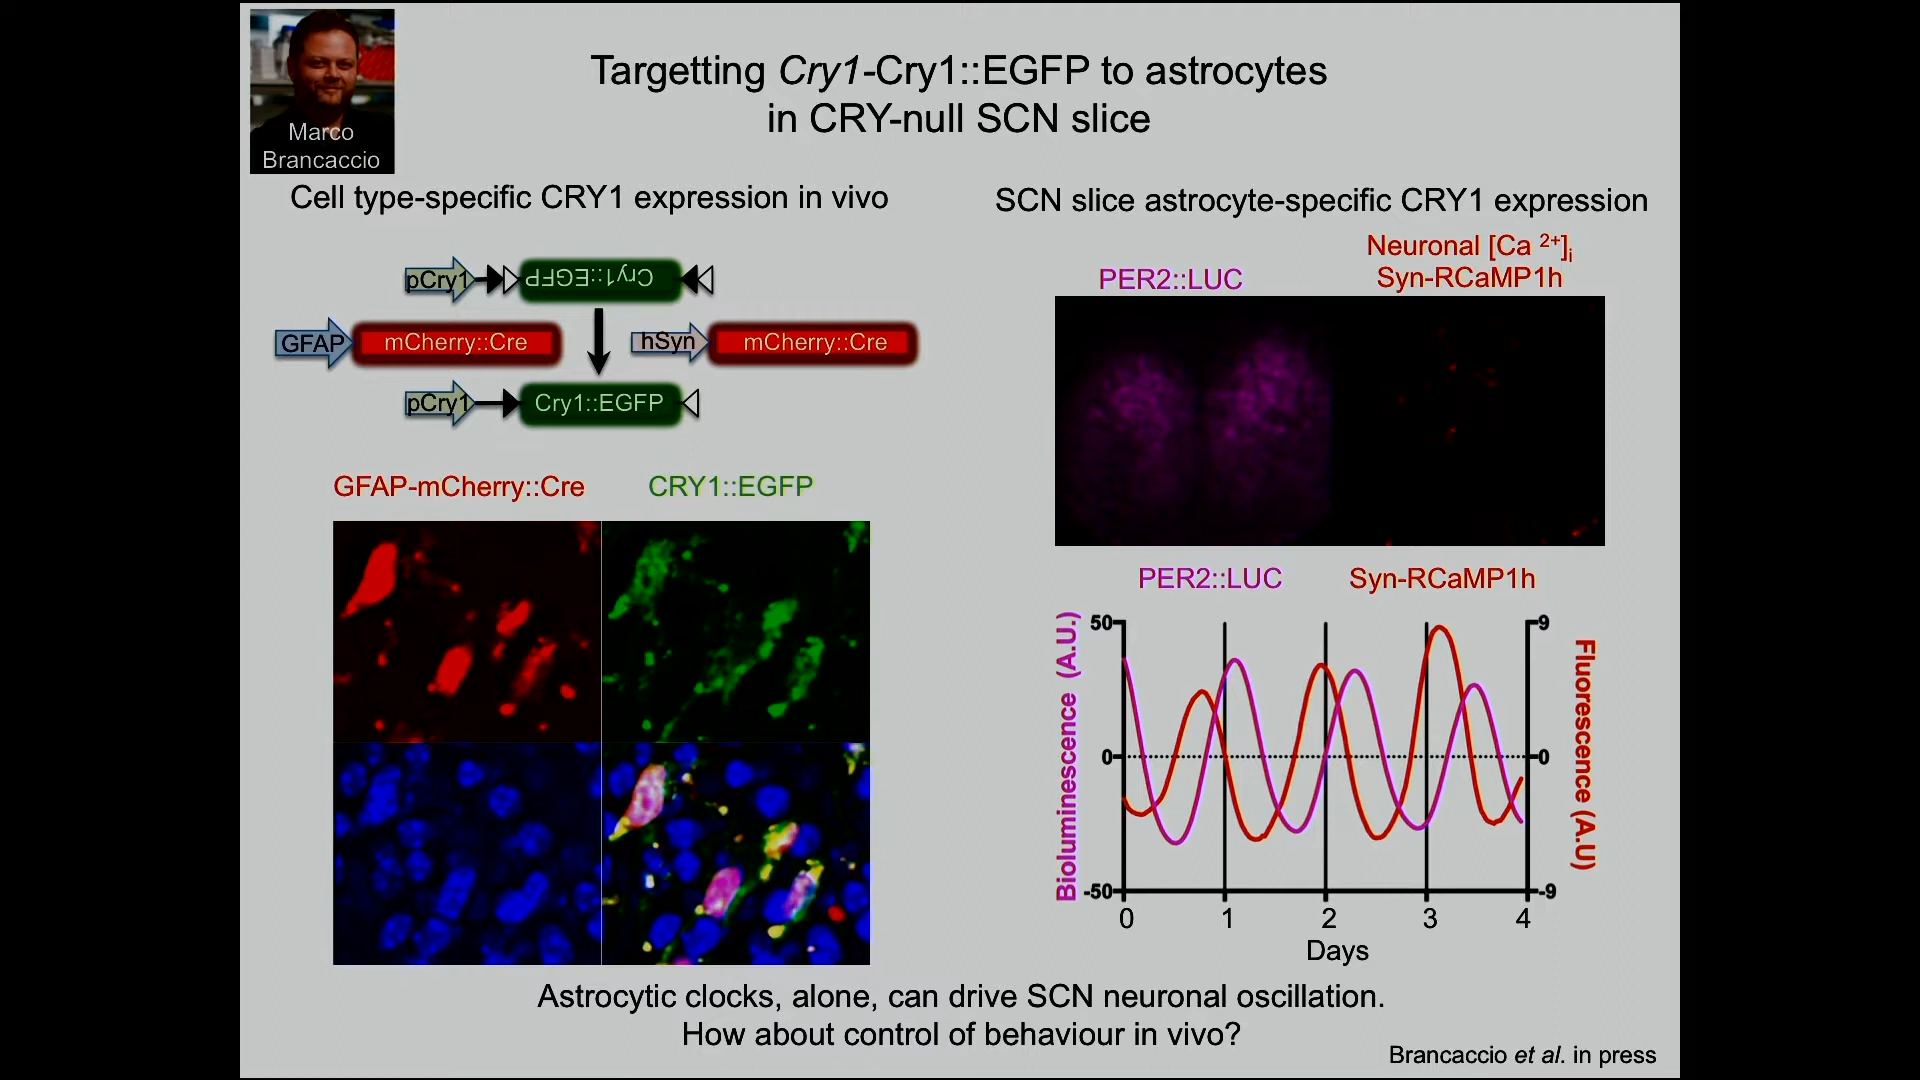 Marco
Brancaccio
Targetting Cry1-Cry1::EGFP to astrocytes
in CRY-null SCN slice
Cell type-specific CRY1 expression in vivo
pCry1
Cry1::EGFP
GFAP
mCherry::Cre
hSyn
mCherry::Cre
pCry1
Cry1::EGFP
GFAP-mCherry::Cre
CRY1::EGFP
SCN slice astrocyte-specific CRY1 expression
PER2::LUC
Neuronal [Ca 2+]i
Syn-RCaMP1h
PER2::LUC
Syn-RCaMP1h
Bioluminescence (A.U.)
50
0
-50
9
0
-9
Fluorescence (A.U)
0 1 2 3 4
Days
Astrocytic clocks, alone, can drive SCN neuronal oscillation.
How about control of behaviour in vivo?
Brancaccio et al. in press